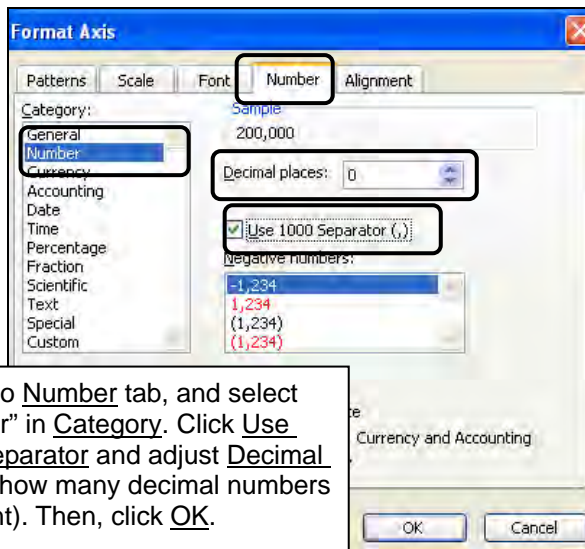 Format Axis
Patterns Scale Font Number Alignment
Category:
General
Number
Currency
Accounting
Date
Time
Percentage
Fraction
Scientific
Text
Special
Custom
Sample
200,000
Decimal places: 0
Use 1000 Separator (,)
Negative numbers:
-1,234
1,234
(1,234)
(1,234)
Currency and Accounting
o Number tab, and select
r” in Category. Click Use
eparator and adjust Decimal
how many decimal numbers
nt). Then, click OK.
OK Cancel